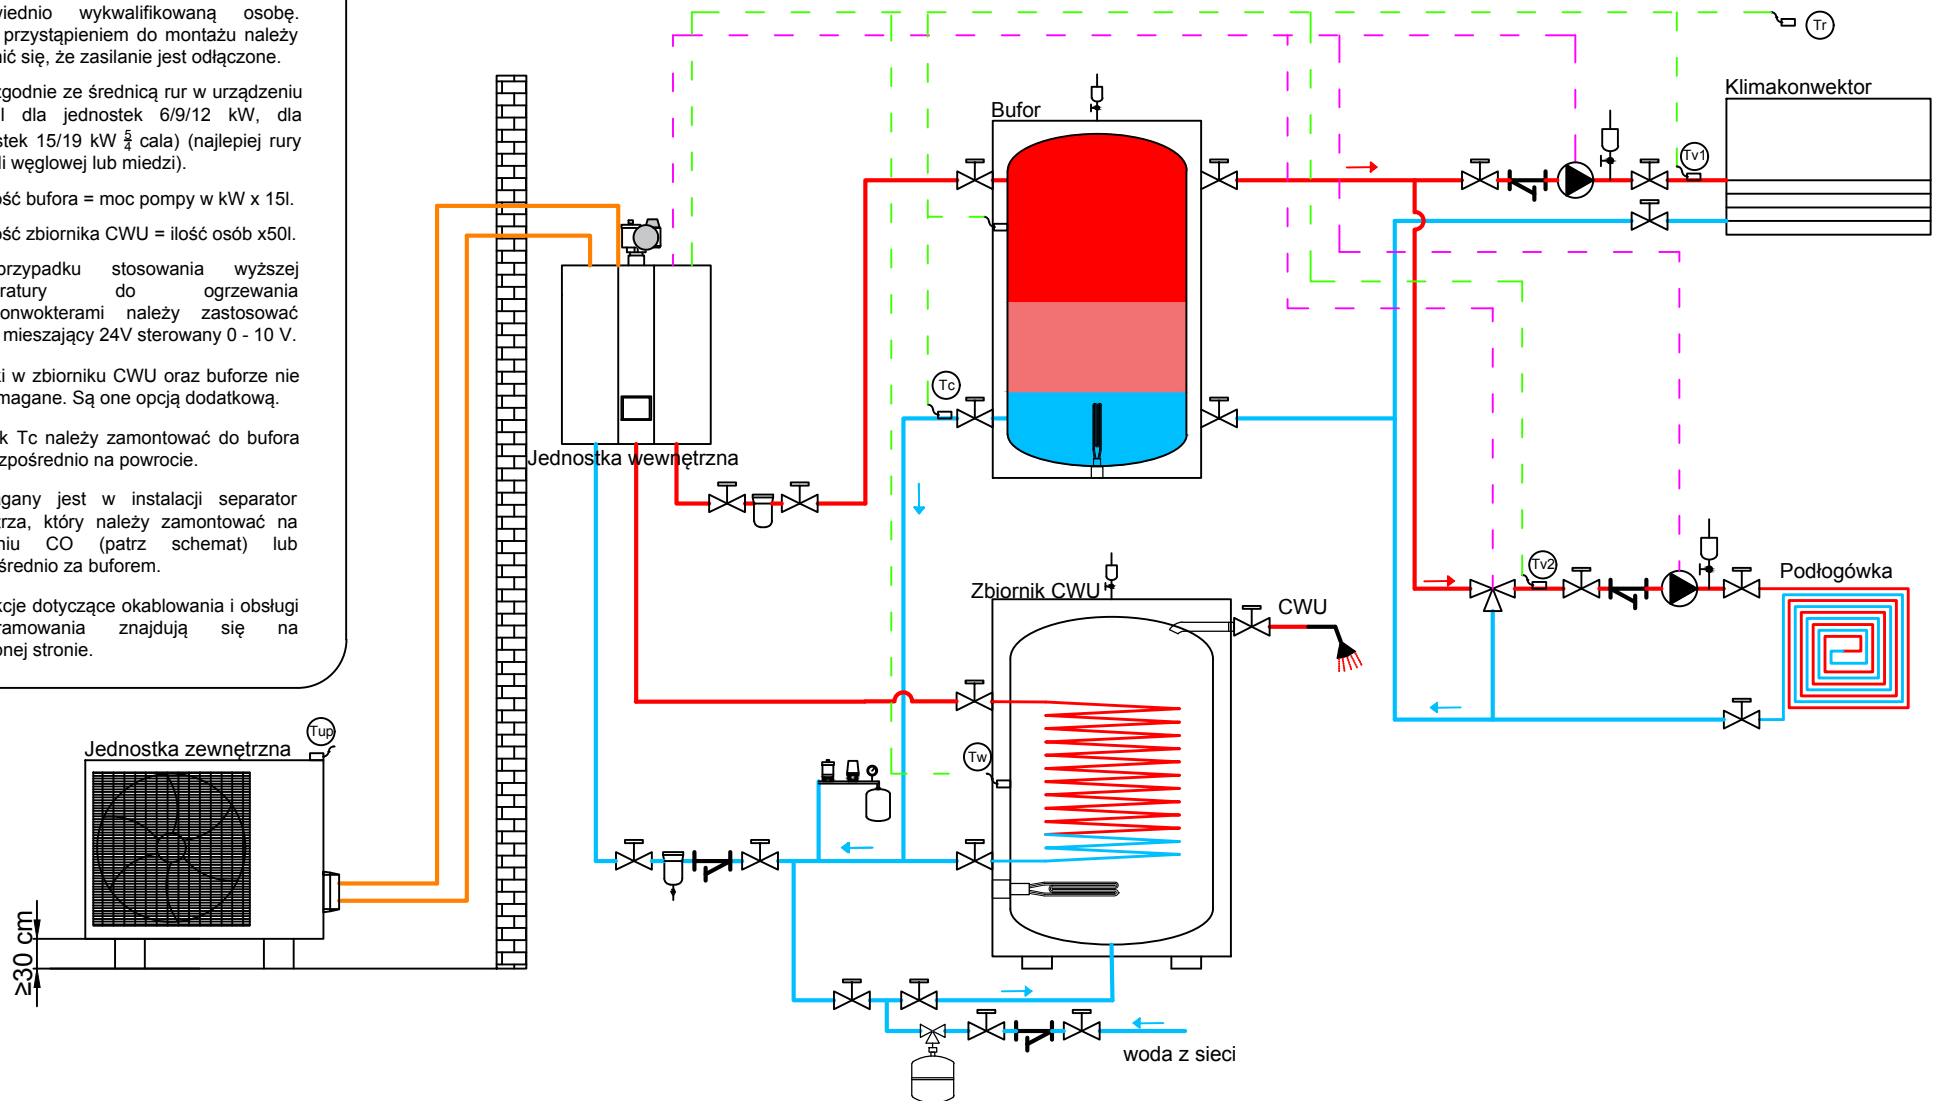 wiednio wykwalifikowaną osobę.
przystąpieniem do montażu należy
nić się, że zasilanie jest odłączone.
zgodnie ze średnicą rur w urządzeniu
l dla jednostek 6/9/12 kW, dla
stek 15/19 kW 5/4 cala) (najlepiej rury
li węglowej lub miedzi).
ość bufora = moc pompy w kW x 15l.
ość zbiornika CWU = ilość osób x50l.
przypadku stosowania wyższej
eratury do ogrzewania
konwokterami należy zastosować
mieszający 24V sterowany 0 - 10 V.
ki w zbiorniku CWU oraz buforze nie
magane. Są one opcją dodatkową.
k Tc należy zamontować do bufora
zpośrednio na powrocie.
agany jest w instalacji separator
trza, który należy zamontować na
niu CO (patrz schemat) lub
średnio za buforem.
kcje dotyczące okablowania i obsługi
ramowania znajdują się na
onej stronie.
Tr
Klimakonwektor
Bufor
Tv1
Tc
Jednostka wewnętrzna
Tv2
Podłogówka
Zbiornik CWU
CWU
Tup
Jednostka zewnętrzna
Tw
≥30 cm
woda z sieci